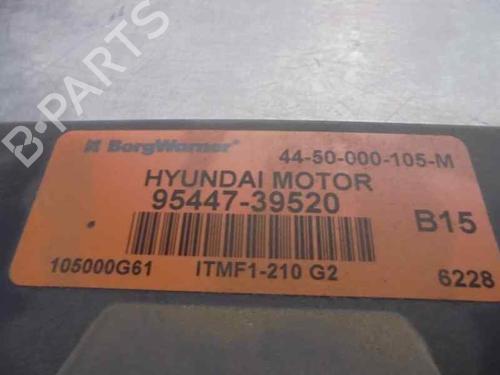 B-PARTS
BorgWarner
44-50-000-105-M
HYUNDAI MOTOR
95447-39520
B15
105000G61
ITMF1-210 G2
6228